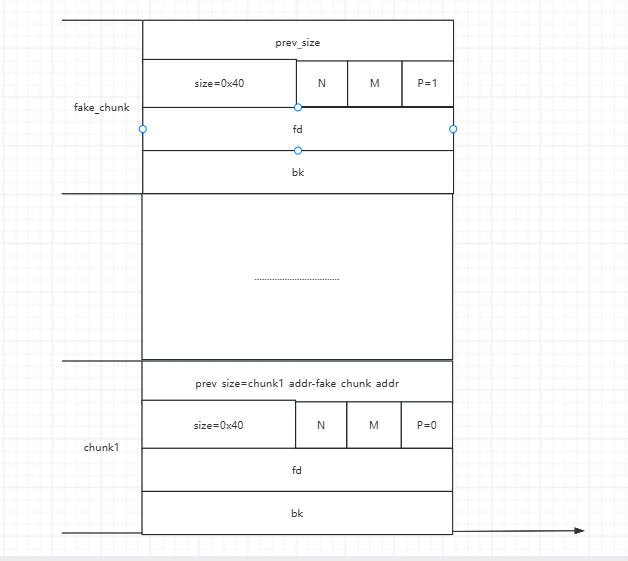 prev_size
size=0x40
N
M
P=1
fake_chunk
fd
bk
.................................
prev size=chunk1 addr-fake chunk addr
size=0x40
N
M
P=0
chunk1
fd
bk